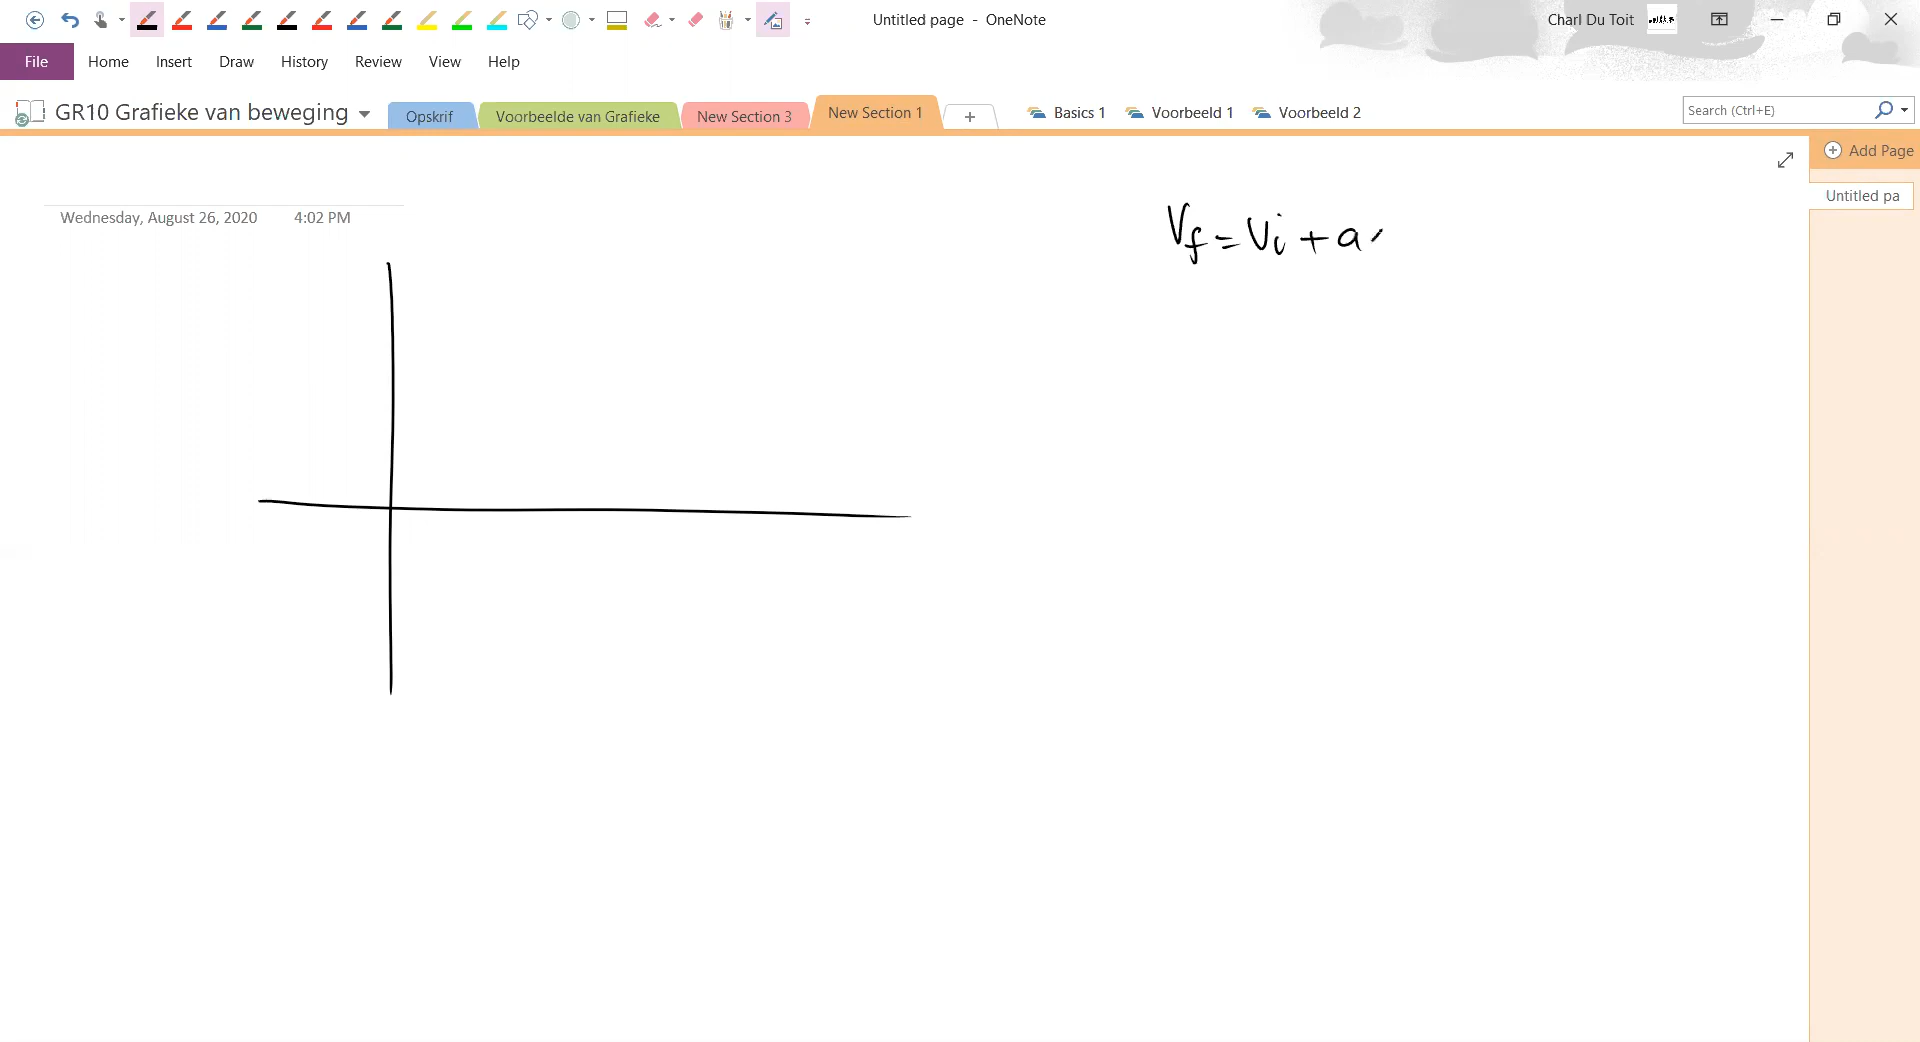 Untitled page - OneNote
Charl Du Toit
File Home Insert Draw History Review View Help
GR10 Grafieke van beweging
Opskrif
Voorbeelde van Grafieke
New Section 3
New Section 1
+
Basics 1
Voorbeeld 1
Voorbeeld 2
Search (Ctrl+E)
Add Page
Untitled pa
Wednesday, August 26, 2020 4:02 PM
Vf = Vi + a